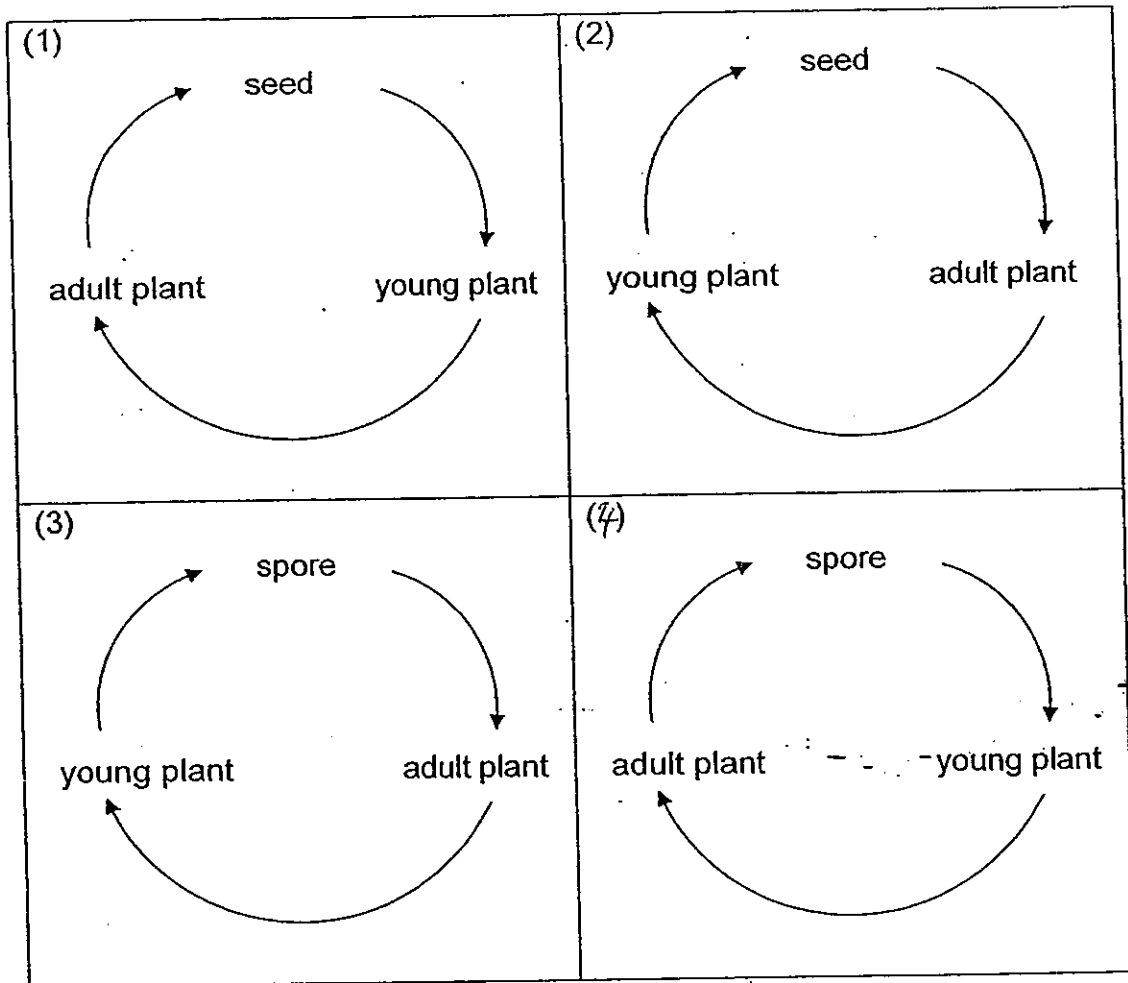 (1)
seed
adult plant
young plant
(2)
seed
young plant
adult plant
(3)
spore
young plant
adult plant
(4)
spore
adult plant
young plant